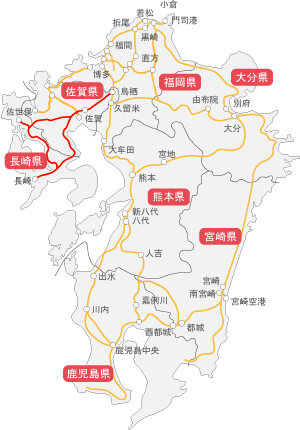 小倉
若松
門司港
折尾
黒崎
福間
直方
博多
大分県
福岡県
佐賀県
鳥栖
由布院
別府
佐世保
久留米
佐賀
大分
大牟田
宮地
長崎県
長崎
熊本
熊本県
新八代
八代
宮崎県
人吉
出水
宮崎
南宮崎
宮崎空港
嘉例川
川内
西都城
都城
鹿児島中央
鹿児島県